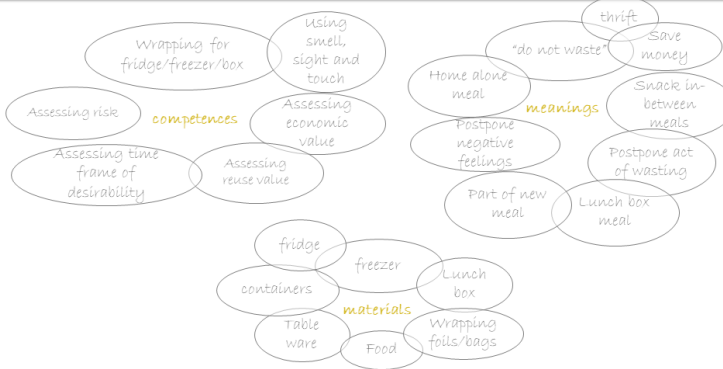 Wrapping for
fridge/freezer/box
Using
smell,
sight and
touch
Assessing risk
competences
Assessing
economic
value
Assessing time
frame of
desirability
Assessing
reuse value
thrift
"do not waste"
Save
money
Home alone
meal
meanings
Snack in-
between
meals
Postpone
negative
feelings
Postpone act
of wasting
Part of new
meal
Lunch box
meal
fridge
freezer
containers
Lunch
box
materials
Table
ware
Food
Wrapping
foils/bags